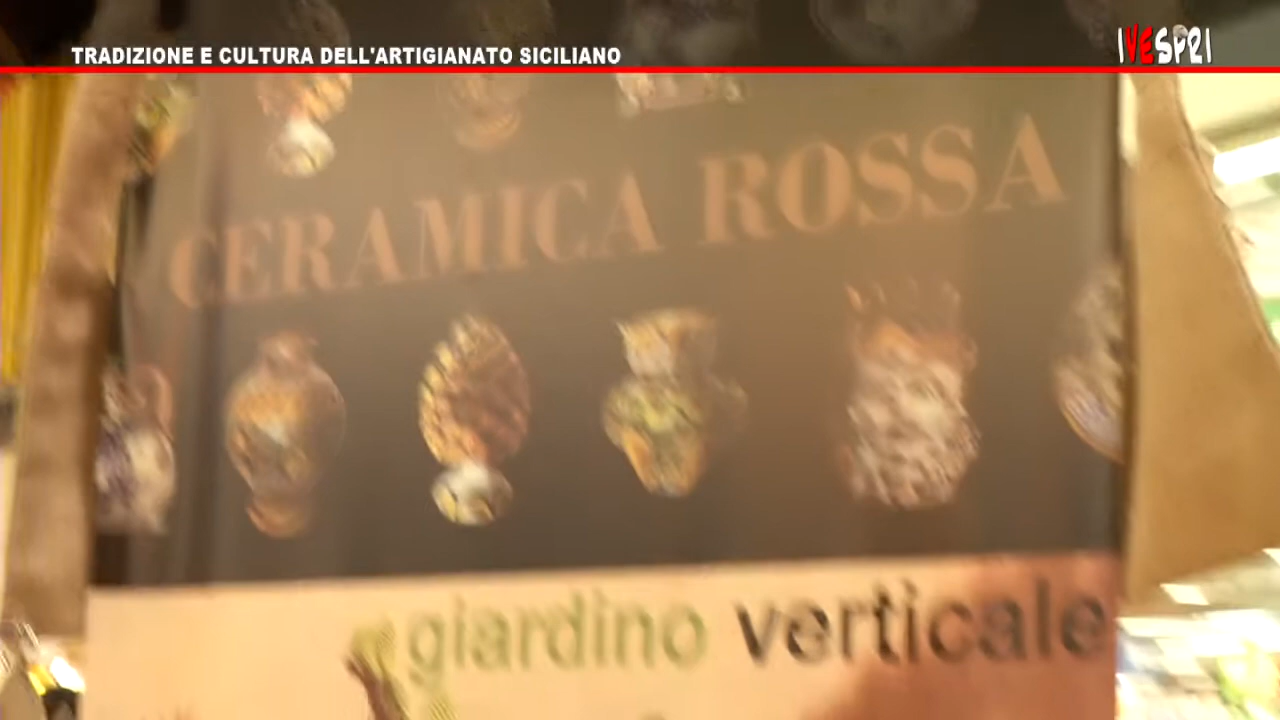 TRADIZIONE E CULTURA DELL'ARTIGIANATO SICILIANO
IVESPRI
CERAMICA ROSSA
giardino verticale